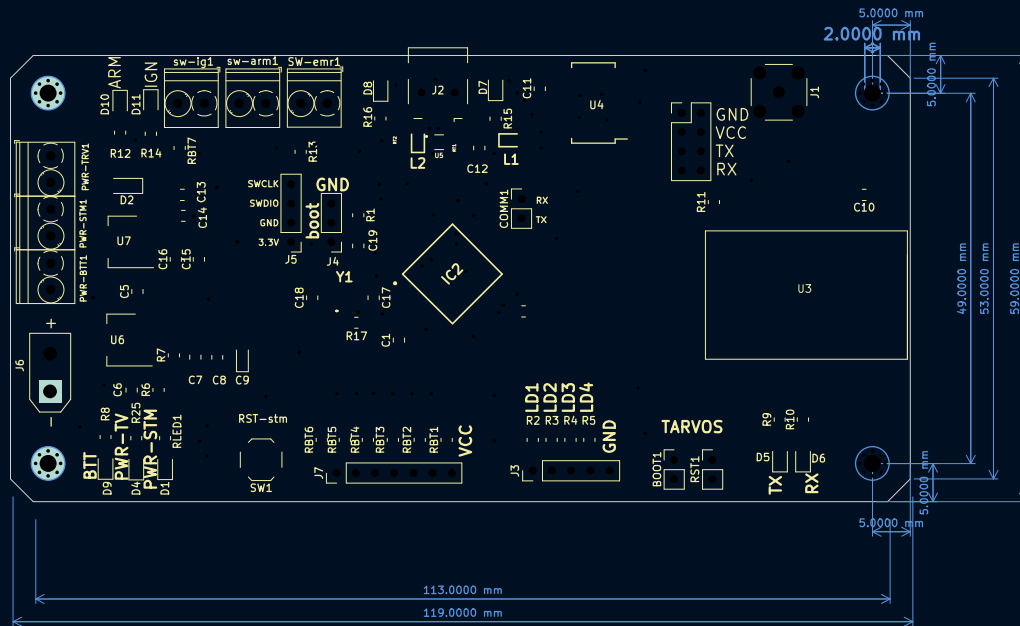 5.0000 mm
2.0000 mm
5.0000 mm
ARM
IGN
sw-ig1
sw-arm1
SW-emr1
D10
D11
J2
D8
D7
C11
U4
J1
R16
R15
GND
VCC
TX
RX
R12
R14
RBT7
R13
L2
U5
L1
C12
PWR-TRV1
PWR-STM1
PWR-BTT1
D2
C13
C14
SWCLK
SWDIO
GND
3.3V
GND
boot
R1
C19
J5
J4
COMM1
RX
TX
R11
C10
U7
C16
C15
C5
Y1
C18
C17
IC2
U3
R17
C1
U6
+
J6
-
R7
C7
C8
C9
C6
R6
R8
R25
RLED1
BTT
PWR-TV
PWR-STM
D9
D4
D1
RST-stm
SW1
RBT6
RBT5
RBT4
RBT3
RBT2
RBT1
VCC
J7
LD1
LD2
LD3
LD4
R2
R3
R4
R5
GND
J3
TARVOS
BOOT1
RST1
R9
R10
D5
D6
TX
RX
49.0000 mm
53.0000 mm
59.0000 mm
5.0000 mm
5.0000 mm
113.0000 mm
119.0000 mm